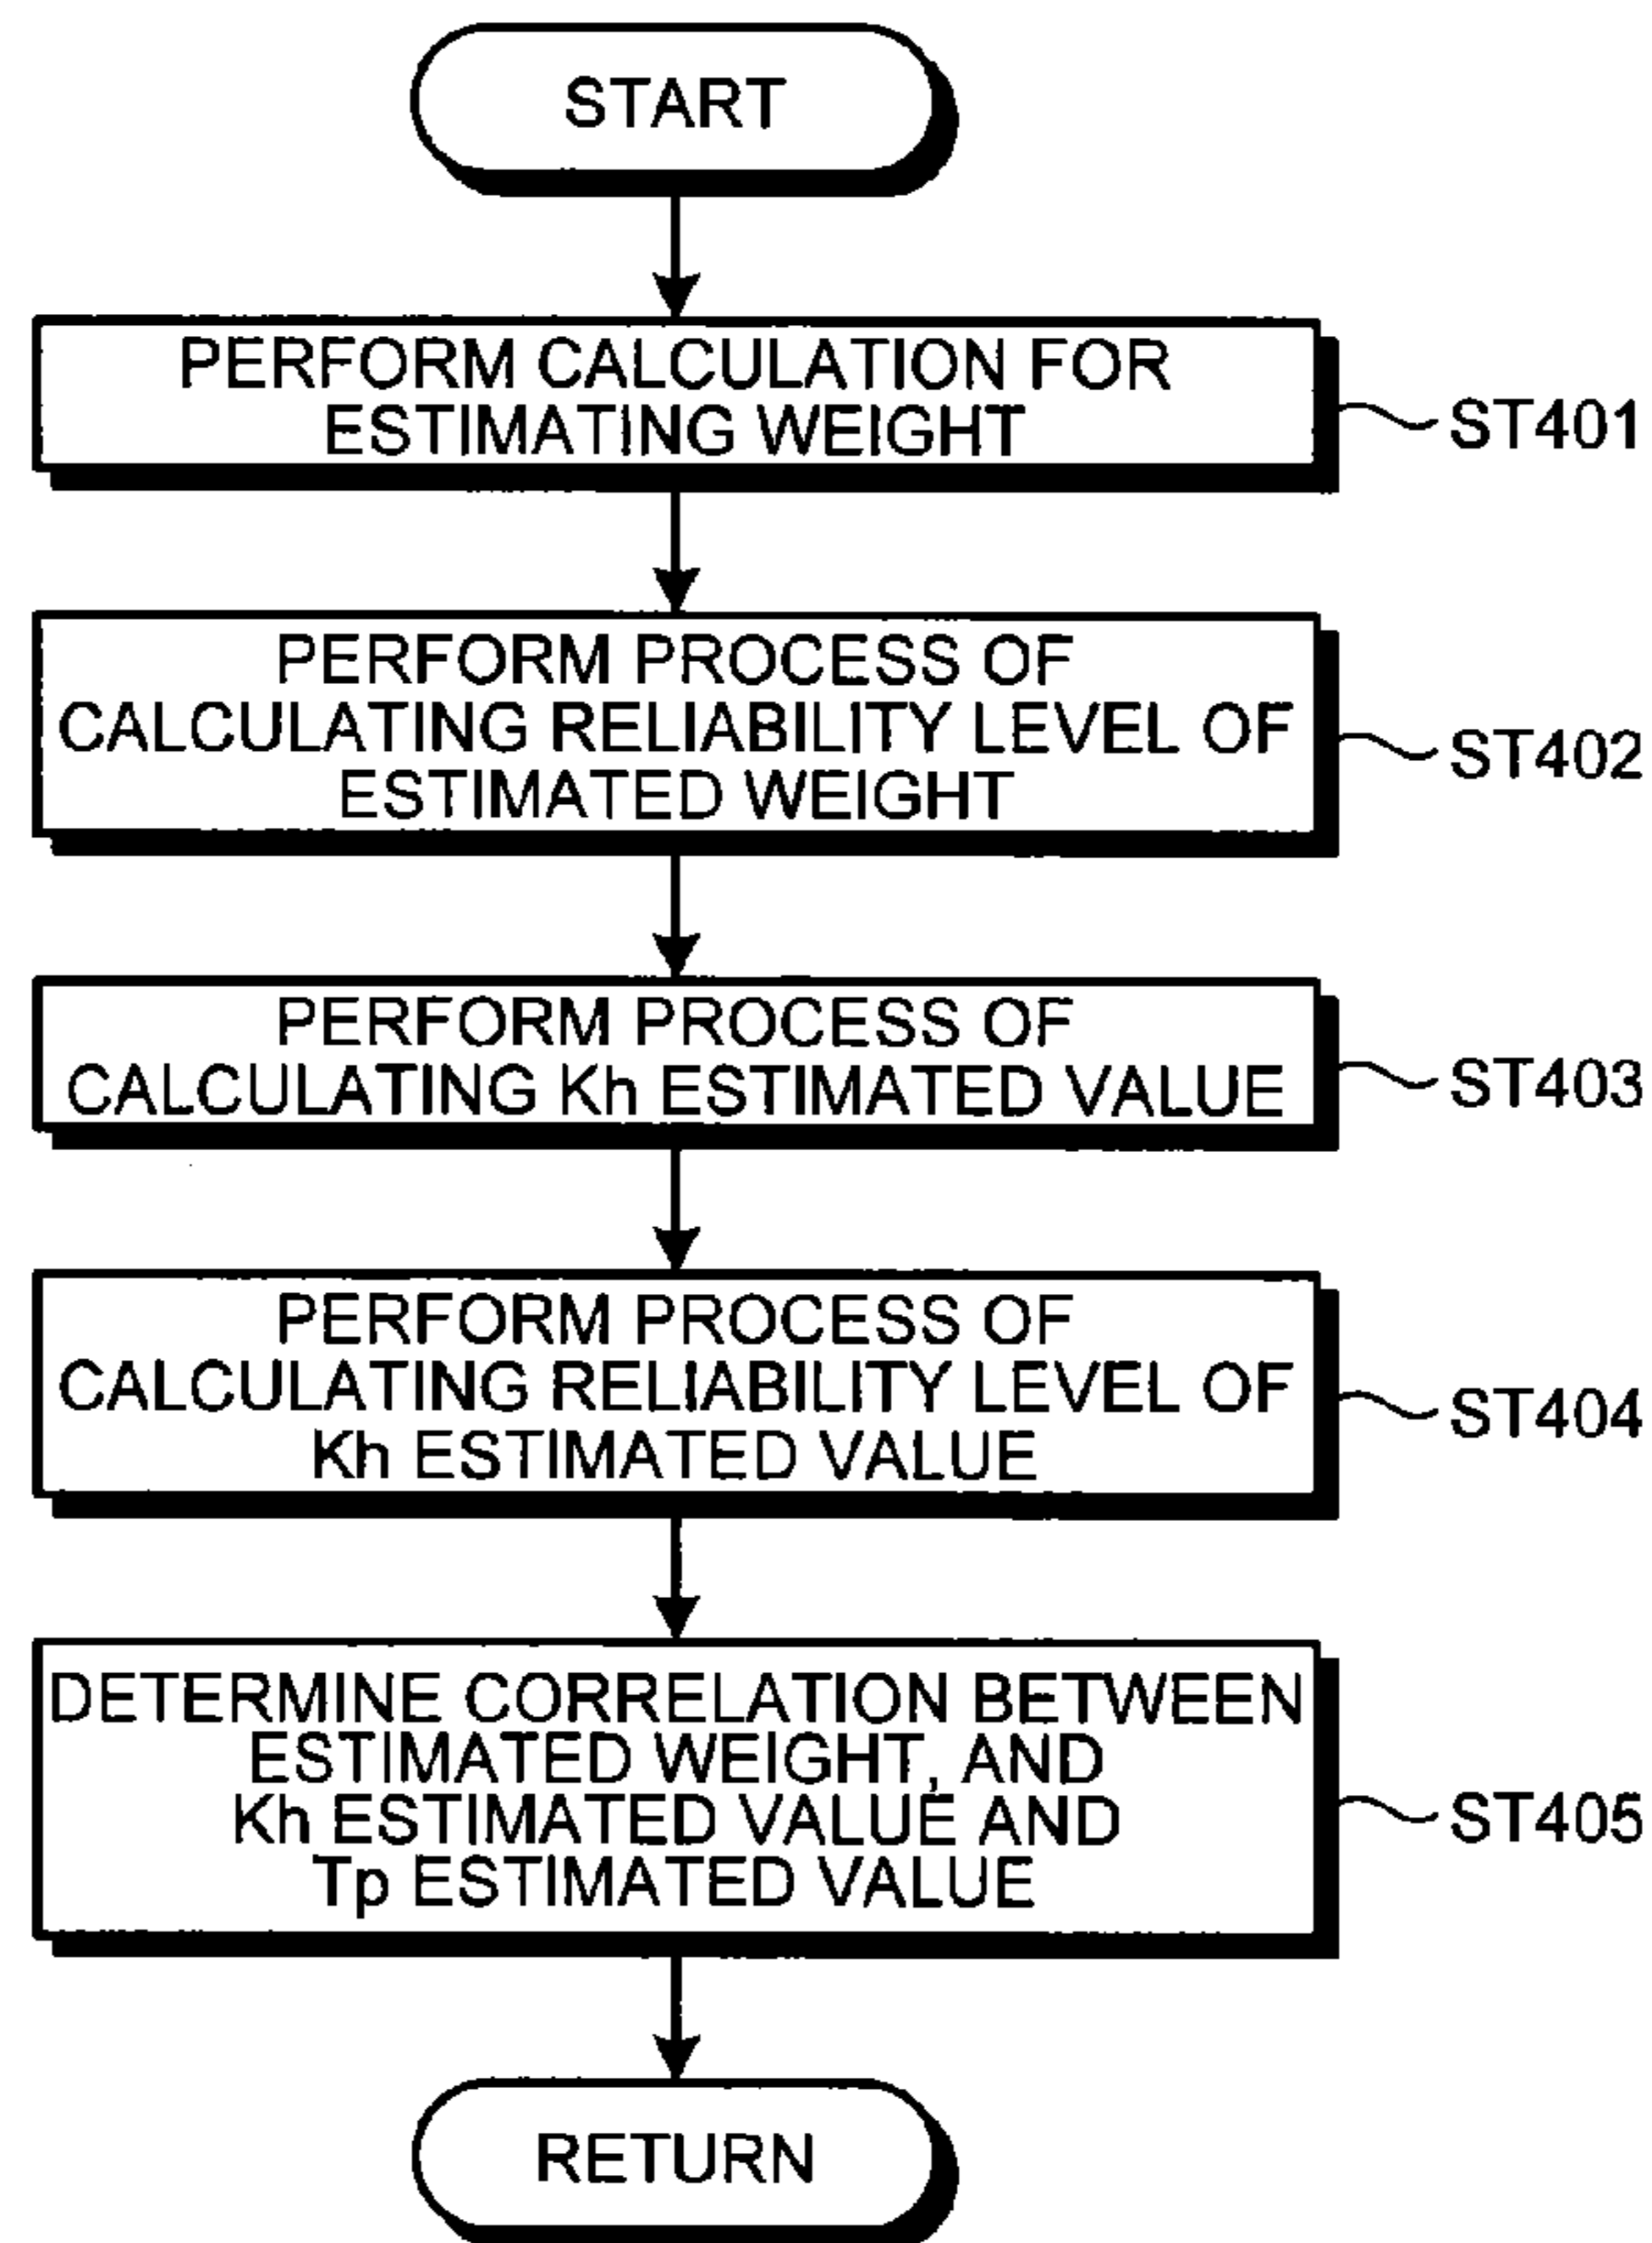 START
PERFORM CALCULATION FOR
ESTIMATING WEIGHT
ST401
PERFORM PROCESS OF
CALCULATING RELIABILITY LEVEL OF
ESTIMATED WEIGHT
ST402
PERFORM PROCESS OF
CALCULATING Kh ESTIMATED VALUE
ST403
PERFORM PROCESS OF
CALCULATING RELIABILITY LEVEL OF
Kh ESTIMATED VALUE
ST404
DETERMINE CORRELATION BETWEEN
ESTIMATED WEIGHT, AND
Kh ESTIMATED VALUE AND
Tp ESTIMATED VALUE
ST405
RETURN